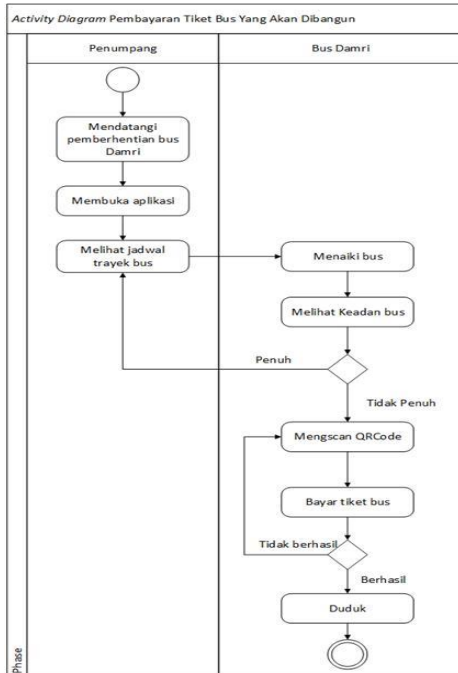 Activity Diagram Pembayaran Tiket Bus Yang Akan Dibangun
Penumpang
Bus Damri
Mendatangi
pemberhentian bus
Damri
Membuka aplikasi
Melihat jadwal
trayek bus
Menaiki bus
Melihat Keadan bus
Penuh
Tidak Penuh
Mengscan QRCode
Bayar tiket bus
Tidak berhasil
Berhasil
Duduk
Phase